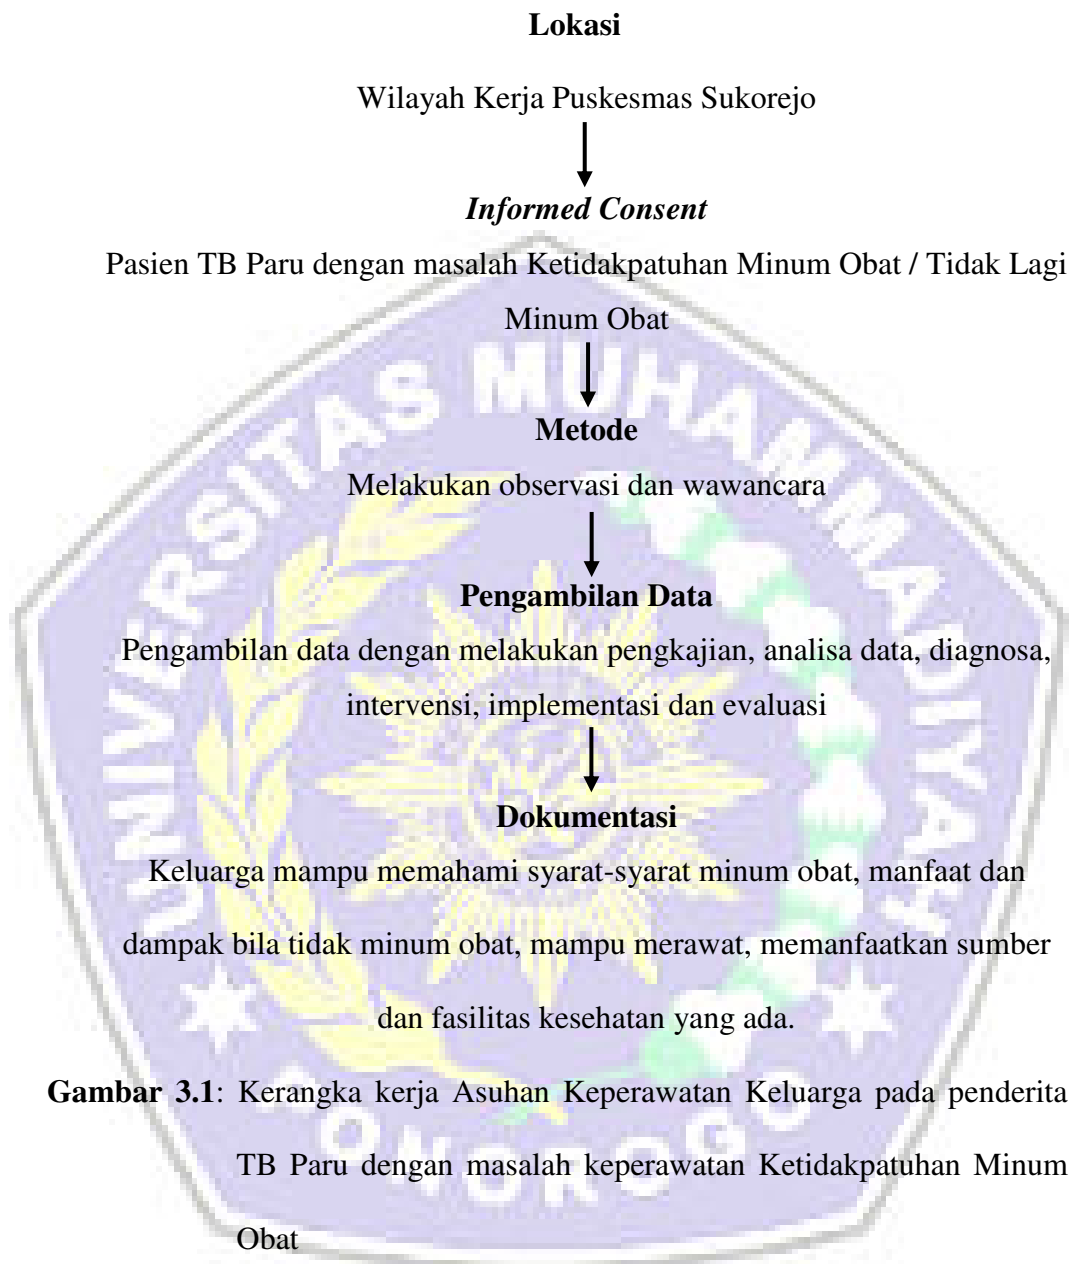 Lokasi
Wilayah Kerja Puskesmas Sukorejo
Informed Consent
Pasien TB Paru dengan masalah Ketidakpatuhan Minum Obat / Tidak Lagi
Minum Obat
Metode
Melakukan observasi dan wawancara
Pengambilan Data
Pengambilan data dengan melakukan pengkajian, analisa data, diagnosa,
intervensi, implementasi dan evaluasi
Dokumentasi
Keluarga mampu memahami syarat-syarat minum obat, manfaat dan
dampak bila tidak minum obat, mampu merawat, memanfaatkan sumber
dan fasilitas kesehatan yang ada.
Gambar 3.1: Kerangka kerja Asuhan Keperawatan Keluarga pada penderita
TB Paru dengan masalah keperawatan Ketidakpatuhan Minum
Obat
UNIVERSITAS MUHAMMADIYAH
PONOROGO